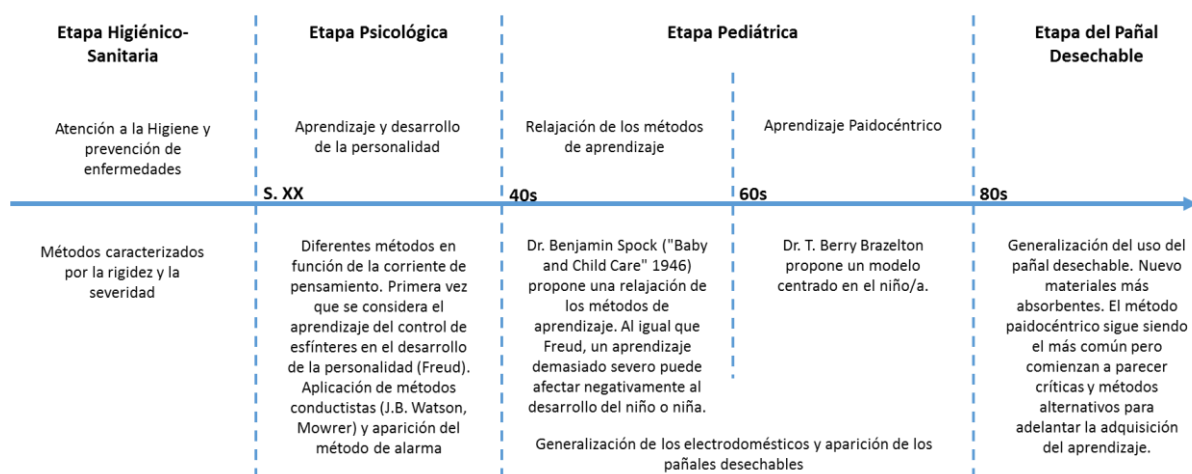 Etapa Higiénico-
Sanitaria
Etapa Psicológica
Etapa Pediátrica
Etapa del Pañal
Desechable
Atención a la Higiene y
prevención de
enfermedades
Aprendizaje y desarrollo
de la personalidad
Relajación de los métodos
de aprendizaje
Aprendizaje Paidocéntrico
S. XX
40s
60s
80s
Métodos caracterizados
por la rigidez y la
severidad
Diferentes métodos en
función de la corriente de
pensamiento. Primera vez
que se considera el
aprendizaje del control de
esfínteres en el desarrollo
de la personalidad (Freud).
Aplicación de métodos
conductistas (J.B. Watson,
Mowrer) y aparición del
método de alarma
Dr. Benjamin Spock ("Baby
and Child Care" 1946)
propone una relajación de
los métodos de
aprendizaje. Al igual que
Freud, un aprendizaje
demasiado severo puede
afectar negativamente al
desarrollo del niño o niña.
Dr. T. Berry Brazelton
propone un modelo
centrado en el niño/a.
Generalización de los electrodomésticos y aparición de los
pañales desechables
Generalización del uso del
pañal desechable. Nuevo
materiales más
absorbentes. El método
paidocéntrico sigue siendo
el más común pero
comienzan a parecer
críticas y métodos
alternativos para
adelantar la adquisición
del aprendizaje.